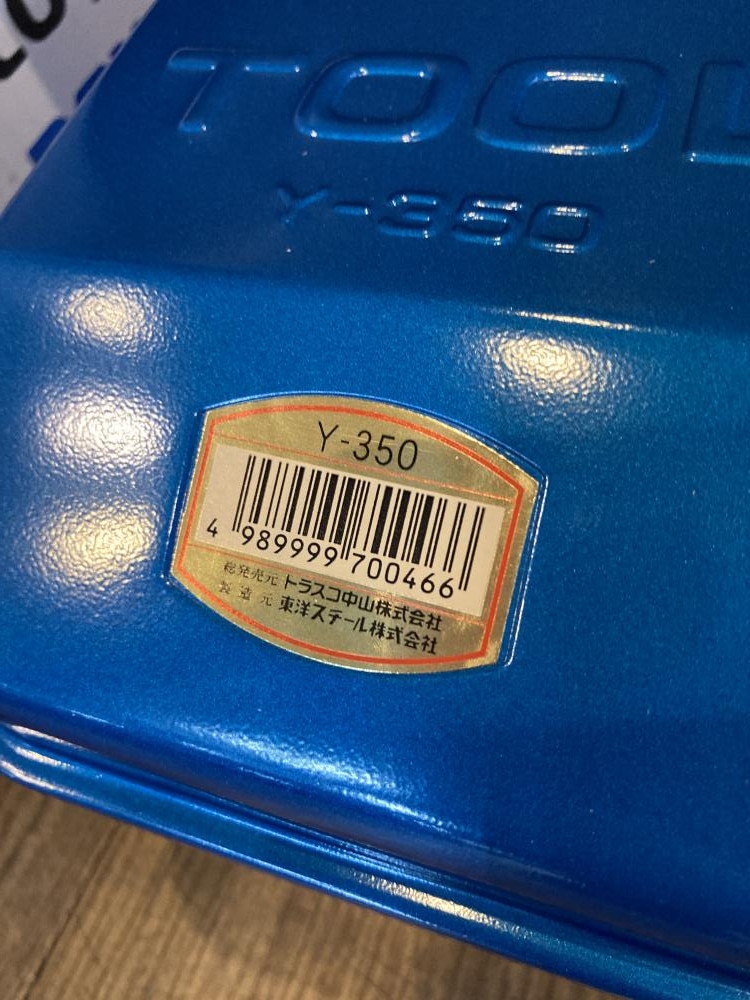 TOOL
Y-350
Y-350
4 989999 700466
総発売元 トラスコ中山株式会社
製造元 東洋スチール株式会社